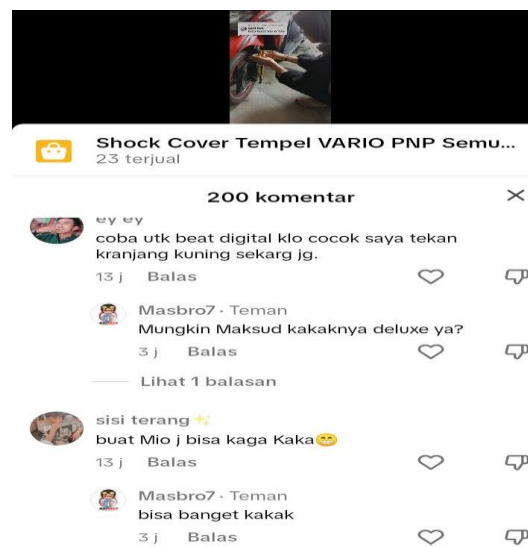 Shock Cover Tempel VARIO PNP Semu...
23 terjual
200 komentar
ey ey
coba utk beat digital klo cocok saya tekan
kranjang kuning sekarg jg.
13 j Balas
Masbro7 · Teman
Mungkin Maksud kakaknya deluxe ya?
3 j Balas
Lihat 1 balasan
sisi terang ✨
buat Mio j bisa kaga Kaka😁
13 j Balas
Masbro7 · Teman
bisa banget kakak
3 j Balas